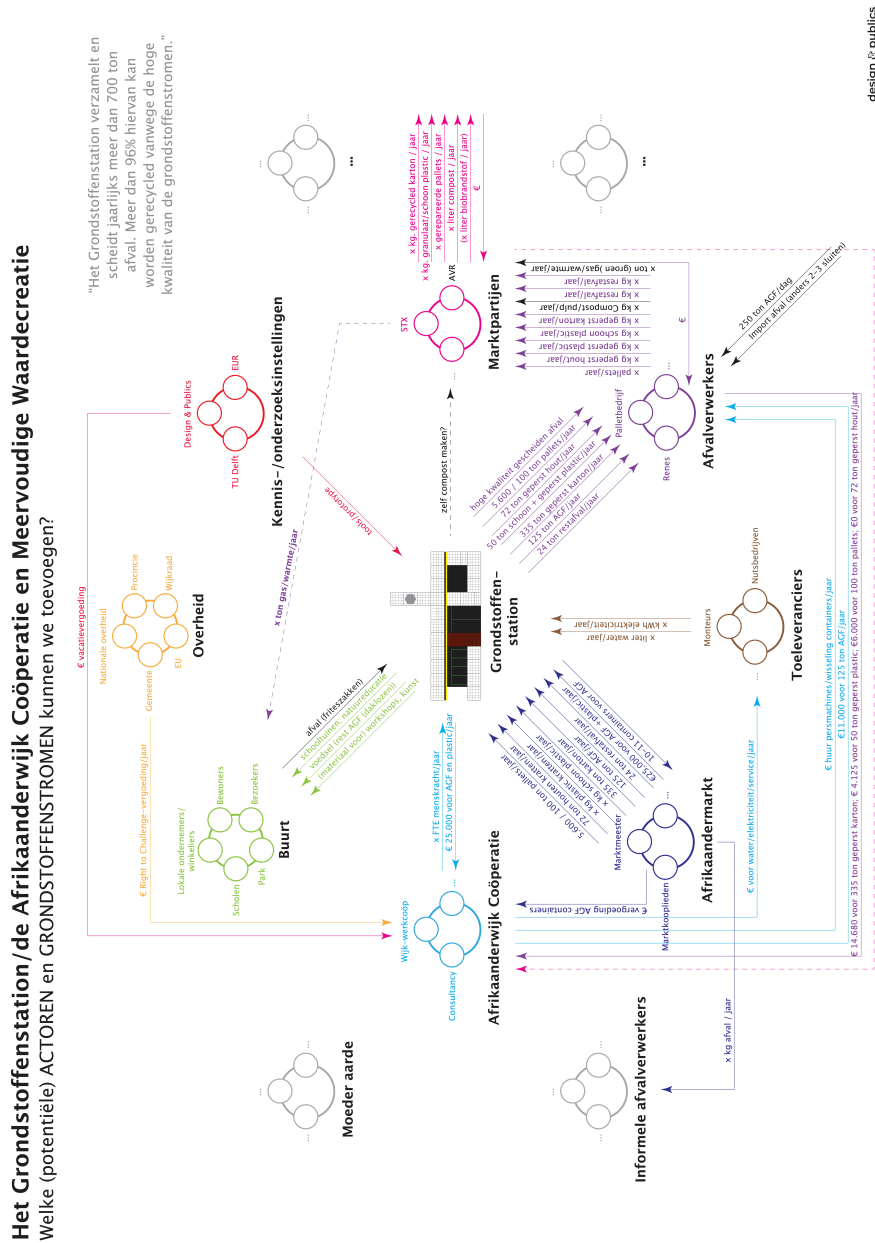 Het Grondstoffenstation/de Afrikaanderwijk Coöperatie en Meervoudige Waardecreatie
Welke (potentiële) ACTOREN en GRONDSTOFFENSTROMEN kunnen we toevoegen?
"Het Grondstoffenstation verzamelt en
scheidt jaarlijks meer dan 700 ton
afval. Meer dan 96% hiervan kan
worden gerecycled vanwege de hoge
kwaliteit van de grondstoffenstromen."
€ vacatievergoeding
Nationale overheid
Gemeente
Provincie
EU
Wijkraad
Overheid
Design & Publics
TU Delft
EUR
Kennis-/onderzoeksinstellingen
tools/prototype
€ Right to Challenge-vergoeding/jaar
x ton gas/warmte/jaar
Lokale ondernemers/
winkeliers
Bewoners
Scholen
Bezoekers
Park
Buurt
afval (friteszakken)
schooltuinen, natuureducatie
voedsel (rest AGF (daklozen))
(materiaal voor) workshops, kunst
...
...
...
Moeder aarde
...
...
...
Wijk-werkcoöp
Consultancy
...
Afrikaanderwijk Coöperatie
x FTE menskracht/jaar
€ 25.000 voor AGF en plastic/jaar
Grondstoffen-
station
zelf compost maken?
STX
AVR
...
Marktpartijen
x kg. gerecycled karton / jaar
x kg. granulaat/schoon plastic / jaar
x gerepareerde pallets / jaar
x liter compost / jaar
(x liter biobrandstof / jaar)
€
hoge kwaliteit gescheiden afval
5.600 / 100 ton pallets/jaar
72 ton geperst hout/jaar
50 ton schoon + geperst plastic/jaar
335 ton geperst karton/jaar
125 ton AGF/jaar
24 ton restafval/jaar
x pallets/jaar
x kg geperst hout/jaar
x kg geperst plastic/jaar
x kg schoon plastic/jaar
x kg geperst karton/jaar
x kg Compost/pulp/jaar
x kg restafval/jaar
x kg restafval/jaar
x ton (groen) gas/warmte/jaar
€
5.600 / 100 ton pallets/jaar
72 ton houten kratten/jaar
x kg plastic kratten/jaar
x kg schoon plastic/jaar
335 ton karton/jaar
125 ton AGF/jaar
24 ton restafval/jaar
€25.000 voor AGF +plastic/jaar
10-11 containers voor AGF
€ vergoeding AGF containers
Marktmeester
Marktkooplieden
...
Afrikaandermarkt
x liter water/jaar
x KWh elektriciteit/jaar
Monteurs
Nutsbedrijven
...
Toeleveranciers
Palletbedrijf
Renes
...
Afvalverwerkers
250 ton AGF/dag
Import afval (anders 2-3 sluiten)
...
...
...
Informele afvalverwerkers
x kg afval / jaar
...
...
...
€ voor water/elektriciteit/service/jaar
€ huur persmachines/wisseling containers/jaar
€11.000 voor 125 ton AGF/jaar
€ 14.680 voor 335 ton geperst karton; € 4.125 voor 50 ton geperst plastic; €6.000 voor 100 ton pallets; €0 voor 72 ton geperst hout/jaar
design & publics